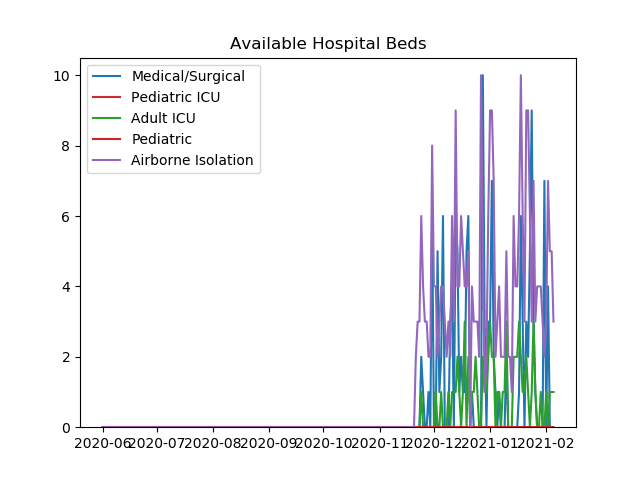 Available Hospital Beds
10
8
6
4
2
0
Medical/Surgical
Pediatric ICU
Adult ICU
Pediatric
Airborne Isolation
2020-06 2020-07 2020-08 2020-09 2020-10 2020-11 2020-12 2021-01 2021-02